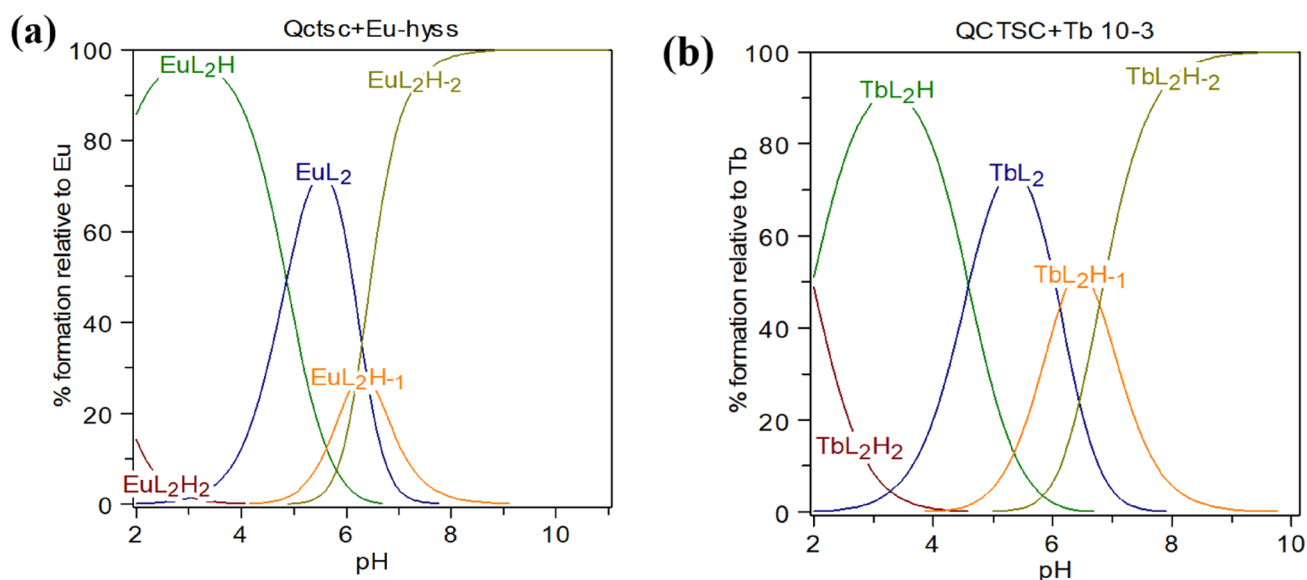 (a)
Qctsc+Eu-hyss
% formation relative to Eu
100
80
60
40
20
0
EuL2H
EuL2H-2
EuL2
EuL2H-1
EuL2H2
2 4 6 8 10
pH
(b)
QCTSC+Tb 10-3
% formation relative to Tb
100
80
60
40
20
0
TbL2H
TbL2H-2
TbL2
TbL2H-1
TbL2H2
2 4 6 8 10
pH